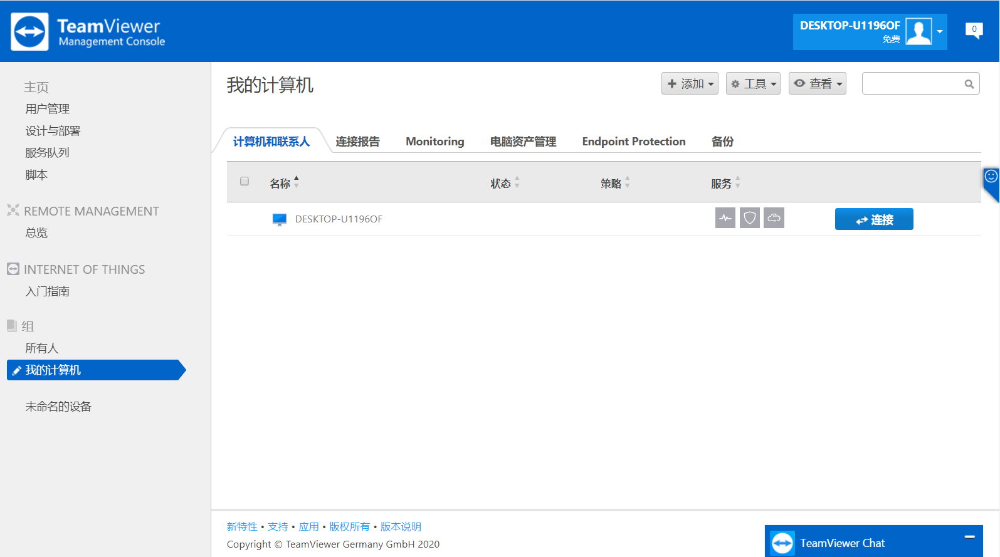 TeamViewer
Management Console
DESKTOP-U1196OF
免费
0
主页
用户管理
设计与部署
服务队列
脚本
REMOTE MANAGEMENT
总览
INTERNET OF THINGS
入门指南
组
所有人
我的计算机
未命名的设备
我的计算机
添加
工具
查看
计算机和联系人
连接报告
Monitoring
电脑资产管理
Endpoint Protection
备份
名称
状态
策略
服务
DESKTOP-U1196OF
连接
新特性 • 支持 • 应用 • 版权所有 • 版本说明
Copyright © TeamViewer Germany GmbH 2020
TeamViewer Chat